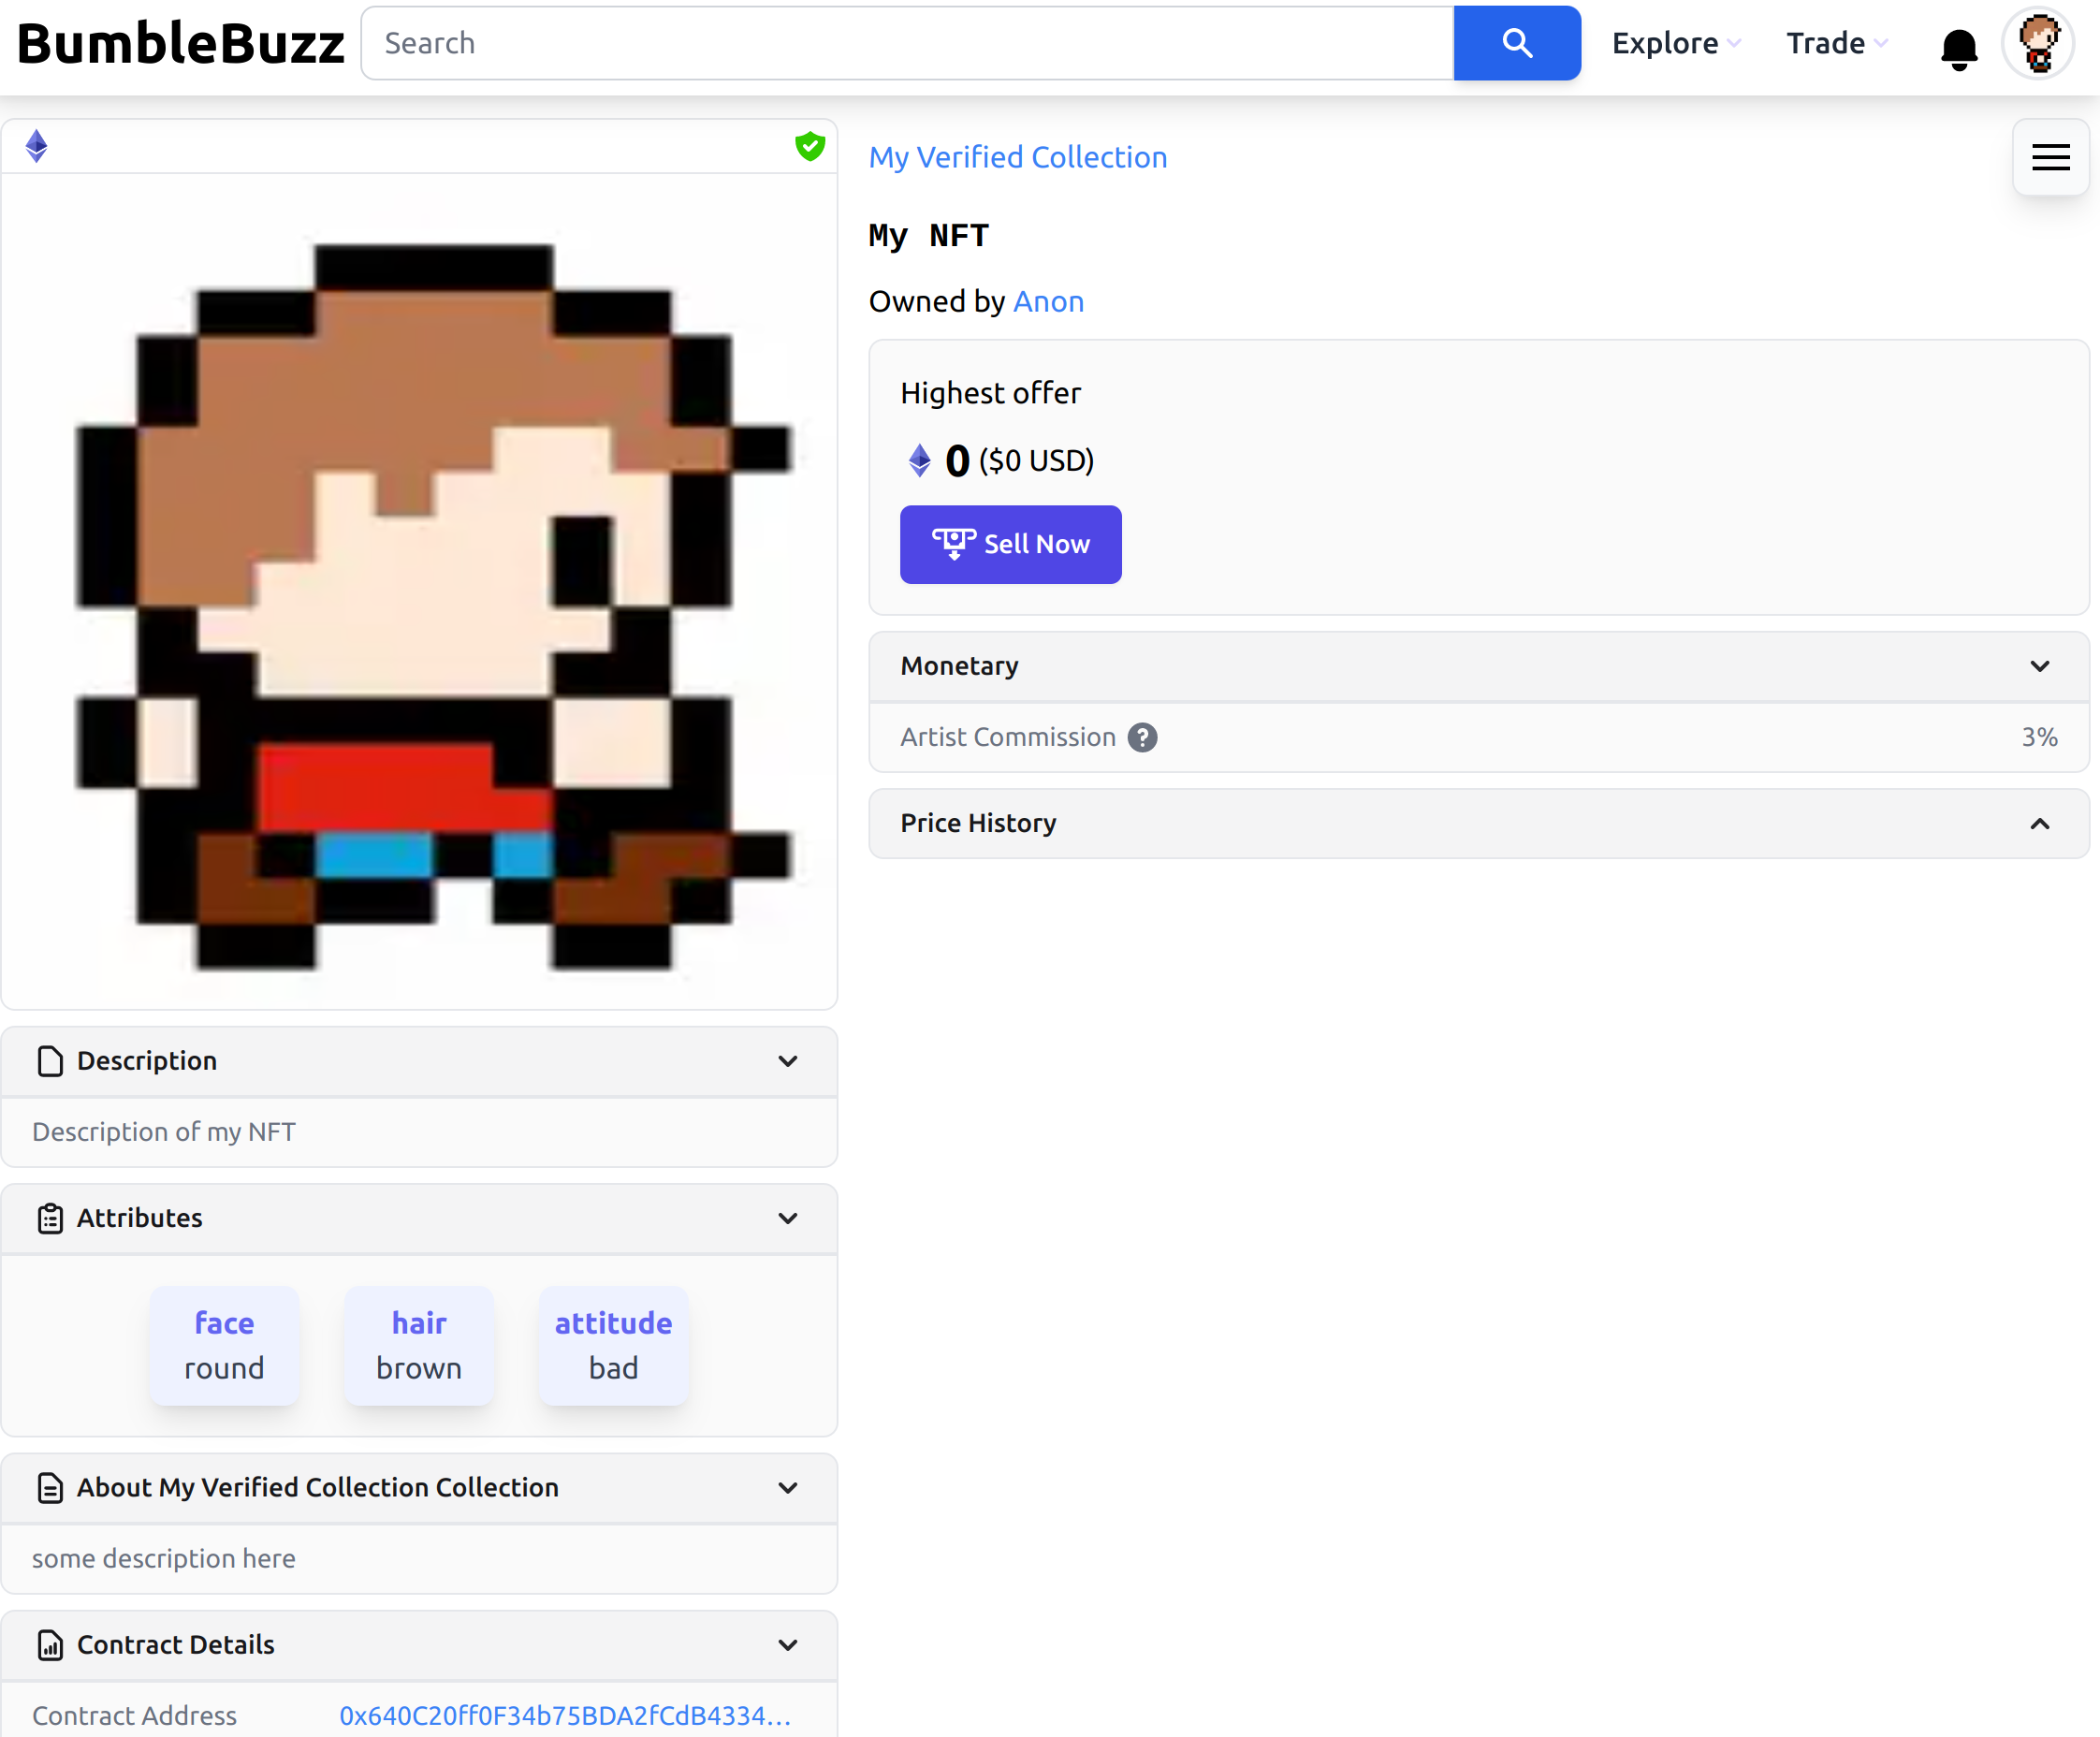 BumbleBuzz
Search
Explore
Trade
My Verified Collection
My NFT
Owned by Anon
Highest offer
0 ($0 USD)
Sell Now
Monetary
Artist Commission ? 3%
Price History
Description
Description of my NFT
Attributes
face
round
hair
brown
attitude
bad
About My Verified Collection Collection
some description here
Contract Details
Contract Address 0x640C20ff0F34b75BDA2fCdB4334...